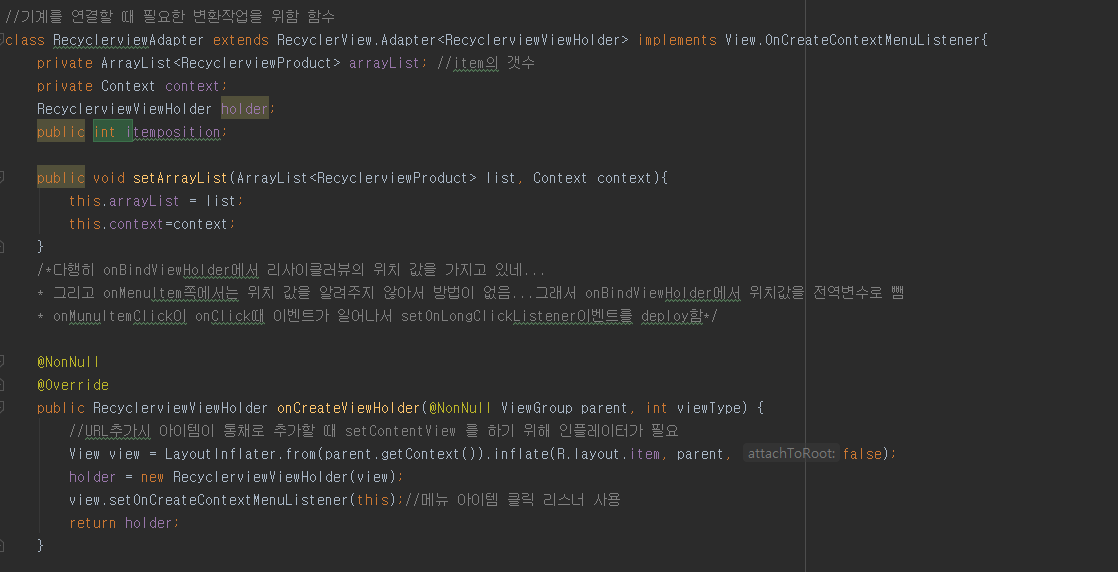 //기계를 연결할 때 필요한 변환작업을 위함 함수
class RecyclerviewAdapter extends RecyclerView.Adapter<RecyclerviewViewHolder> implements View.OnCreateContextMenuListener{
    private ArrayList<RecyclerviewProduct> arrayList; //item의 갯수
    private Context context;
    RecyclerviewViewHolder holder;
    public int itemposition;
    public void setArrayList(ArrayList<RecyclerviewProduct> list, Context context){
        this.arrayList = list;
        this.context=context;
    }
    /*다행히 onBindViewHolder에서 리사이클러뷰의 위치 값을 가지고 있네...
    * 그리고 onMenuItem쪽에서는 위치 값을 알려주지 않아서 방법이 없음...그래서 onBindViewHolder에서 위치값을 전역변수로 뺌
    * onMunuItemClick이 onClick때 이벤트가 일어나서 setOnLongClickListener이벤트를 deploy함*/
    @NonNull
    @Override
    public RecyclerviewViewHolder onCreateViewHolder(@NonNull ViewGroup parent, int viewType) {
        //URL추가시 아이템이 통채로 추가할 때 setContentView 를 하기 위해 인플레이터가 필요
        View view = LayoutInflater.from(parent.getContext()).inflate(R.layout.item, parent, attachToRoot: false);
        holder = new RecyclerviewViewHolder(view);
        view.setOnCreateContextMenuListener(this);//메뉴 아이템 클릭 리스너 사용
        return holder;
    }